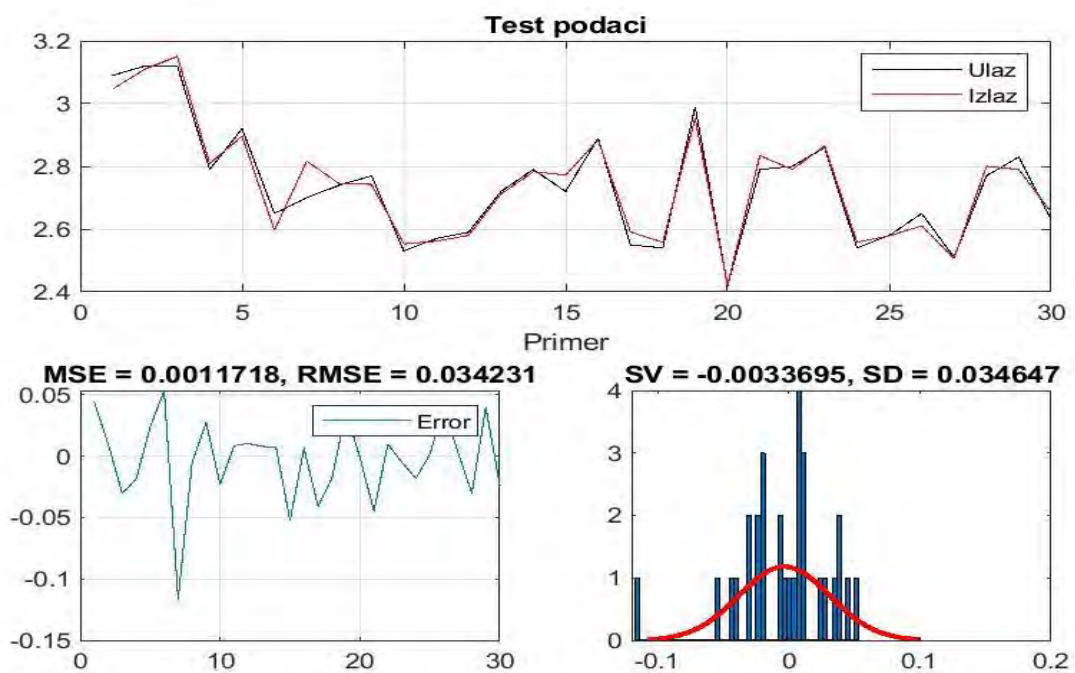 Test podaci
3.2
3
2.8
2.6
2.4
Ulaz
Izlaz
0 5 10 15 20 25 30
Primer
MSE = 0.0011718, RMSE = 0.034231
0.05
0
-0.05
-0.1
-0.15
Error
0 10 20 30
SV = -0.0033695, SD = 0.034647
4
3
2
1
0
-0.1 0 0.1 0.2